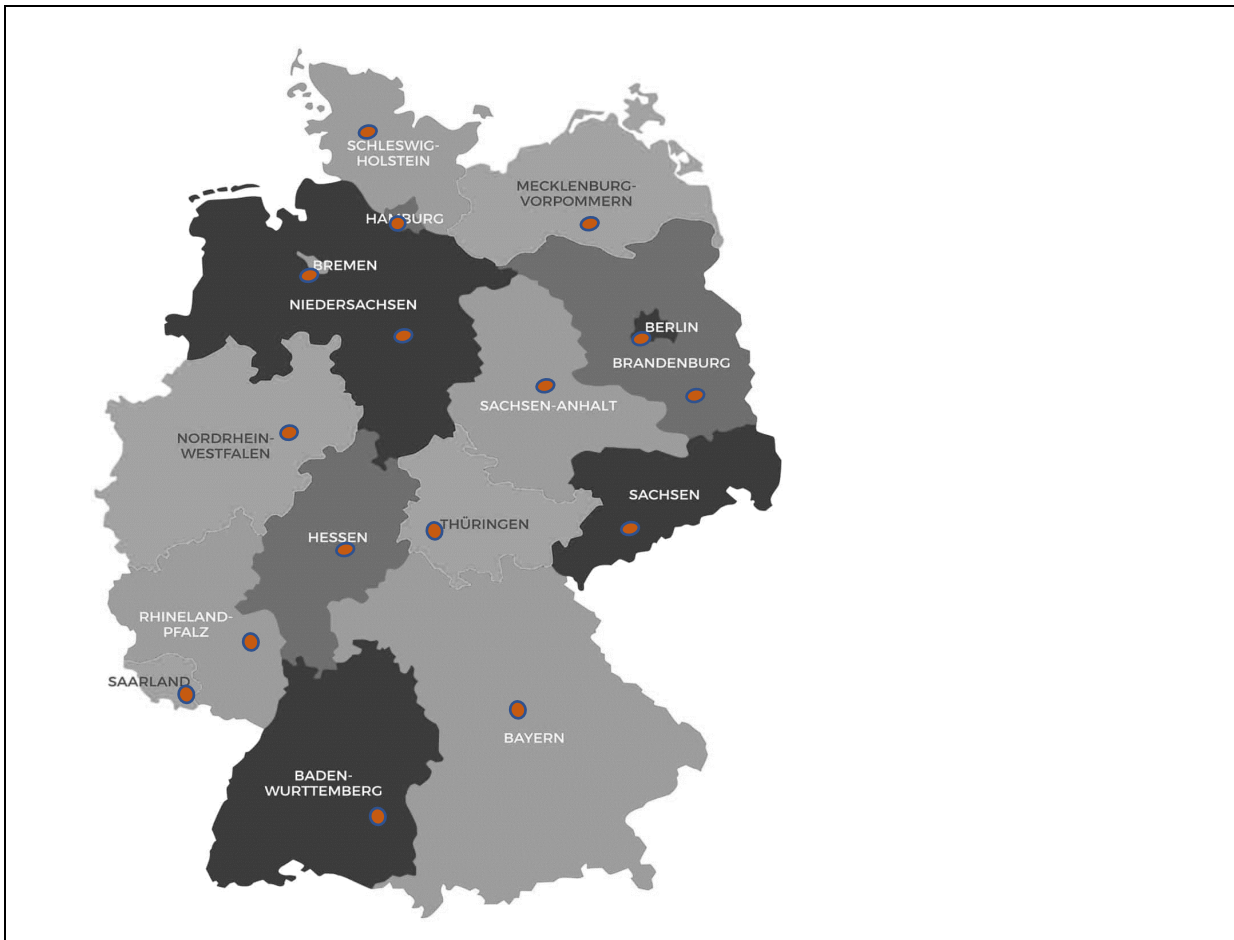 SCHLESWIG-
HOLSTEIN
MECKLENBURG-
VORPOMMERN
HAMBURG
BREMEN
NIEDERSACHSEN
BERLIN
BRANDENBURG
SACHSEN-ANHALT
NORDRHEIN-
WESTFALEN
SACHSEN
THÜRINGEN
HESSEN
RHINELAND-
PFALZ
SAARLAND
BAYERN
BADEN-
WURTTEMBERG